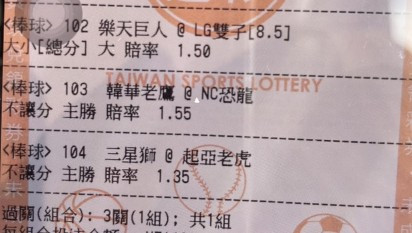 <棒球> 102 樂天巨人 @ LG雙子[8.5]
大小[總分] 大 賠率 1.50
TAIWAN SPORTS LOTTERY
<棒球> 103 韓華老鷹 @ NC恐龍
不讓分 主勝 賠率 1.55
<棒球> 104 三星獅 @ 起亞老虎
不讓分 主勝 賠率 1.35
過關(組合): 3關(1組); 共1組